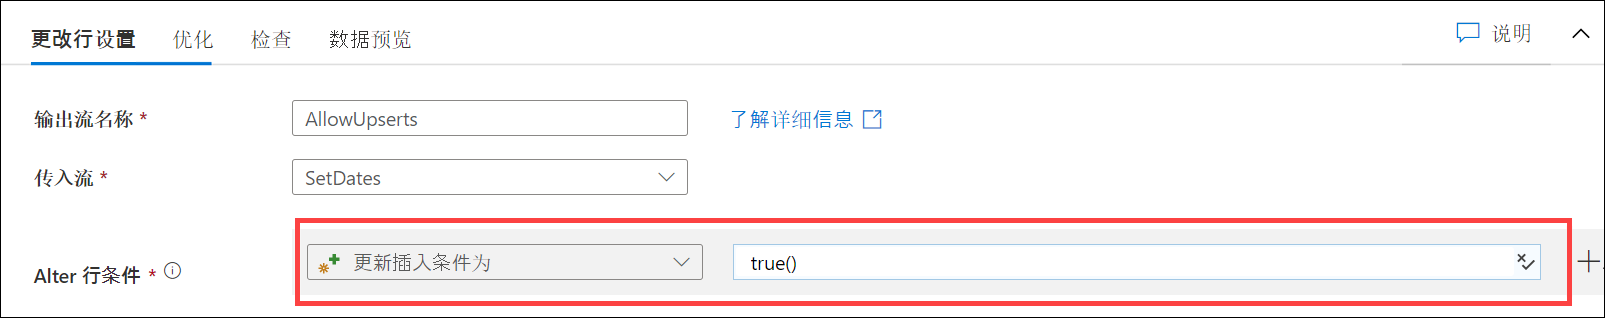 更改行设置 优化 检查 数据预览 说明
输出流名称 * AllowUpserts 了解详细信息
传入流 * SetDates
Alter 行条件 * 更新插入条件为 true()